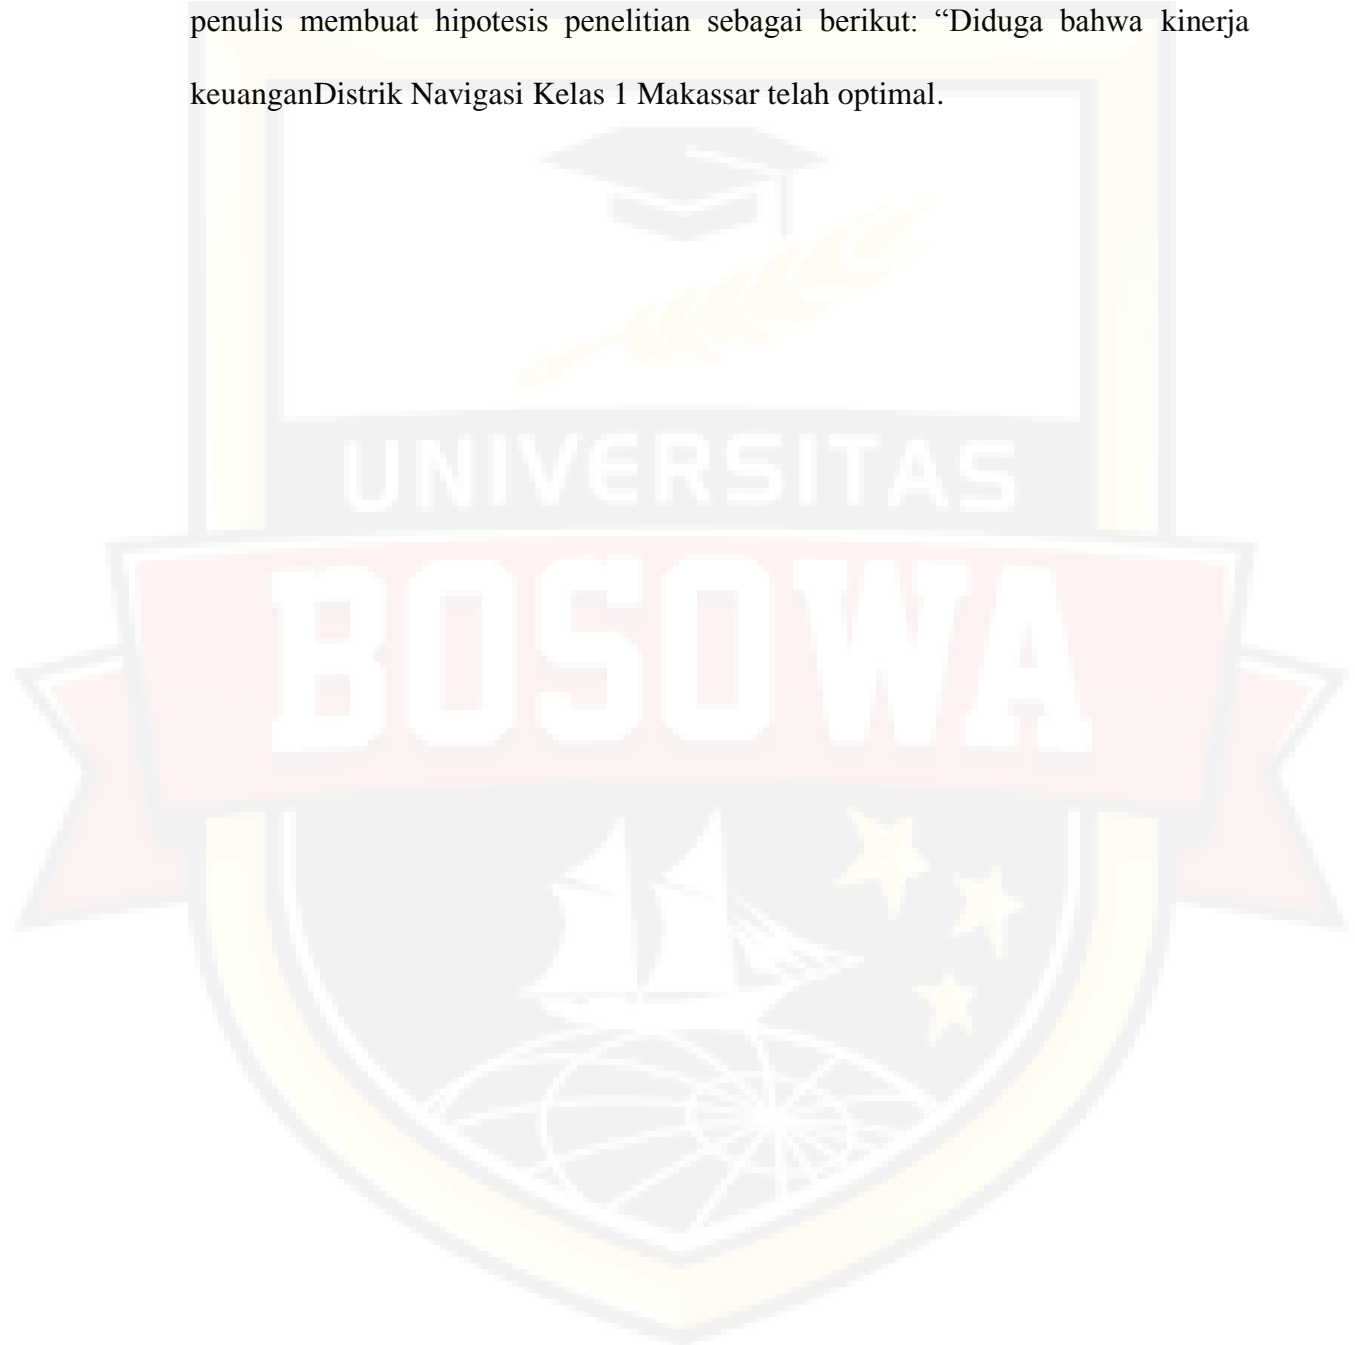 penulis membuat hipotesis penelitian sebagai berikut: “Diduga bahwa kinerja
keuanganDistrik Navigasi Kelas 1 Makassar telah optimal.
UNIVERSITAS
BOSOWA